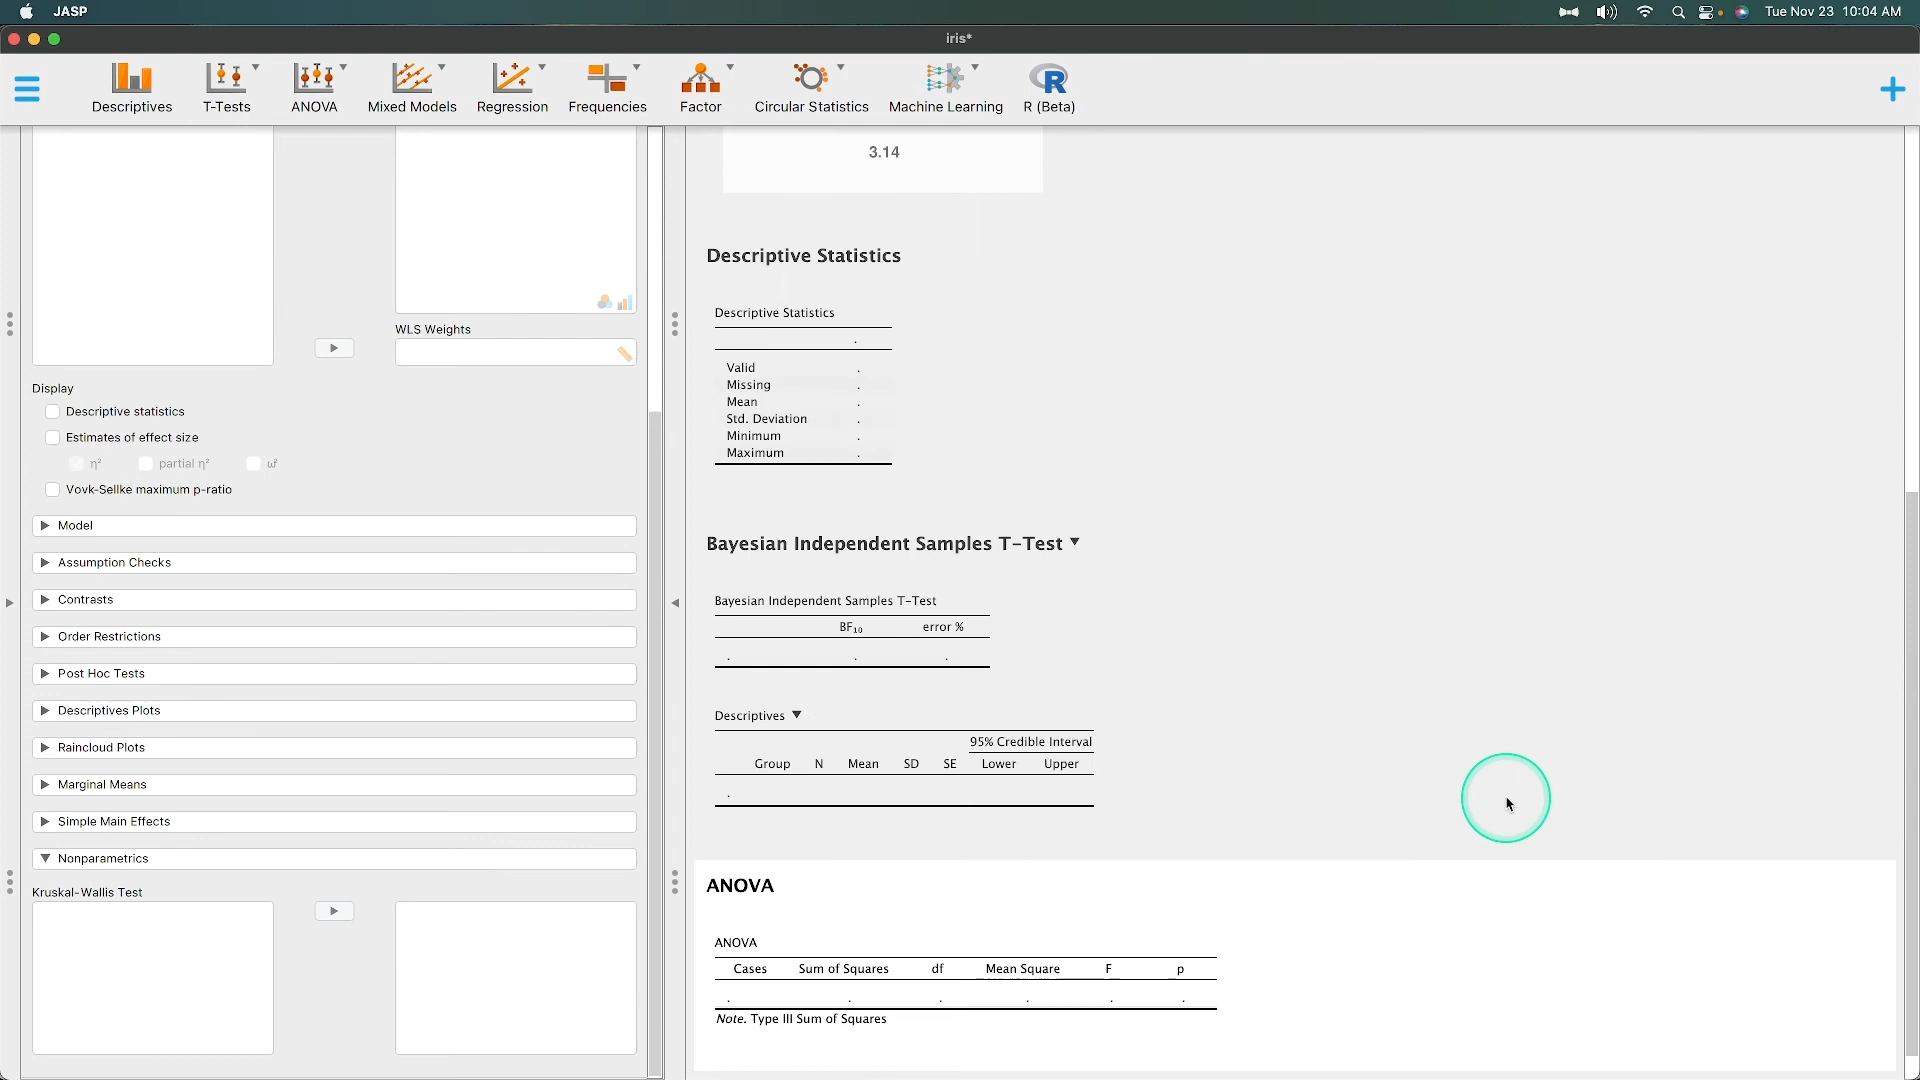 JASP
Tue Nov 23 10:04 AM
iris*
Descriptives
T-Tests
ANOVA
Mixed Models
Regression
Frequencies
Factor
Circular Statistics
Machine Learning
R (Beta)
WLS Weights
Display
Descriptive statistics
Estimates of effect size
η² partial η² ω²
Vovk-Sellke maximum p-ratio
Model
Assumption Checks
Contrasts
Order Restrictions
Post Hoc Tests
Descriptives Plots
Raincloud Plots
Marginal Means
Simple Main Effects
Nonparametrics
Kruskal-Wallis Test
3.14
Descriptive Statistics
Descriptive Statistics
.
Valid .
Missing .
Mean .
Std. Deviation .
Minimum .
Maximum .
Bayesian Independent Samples T-Test
Bayesian Independent Samples T-Test
BF₁₀ error %
. . .
Descriptives
95% Credible Interval
Group N Mean SD SE Lower Upper
.
ANOVA
ANOVA
Cases Sum of Squares df Mean Square F p
. . . . . .
Note. Type III Sum of Squares